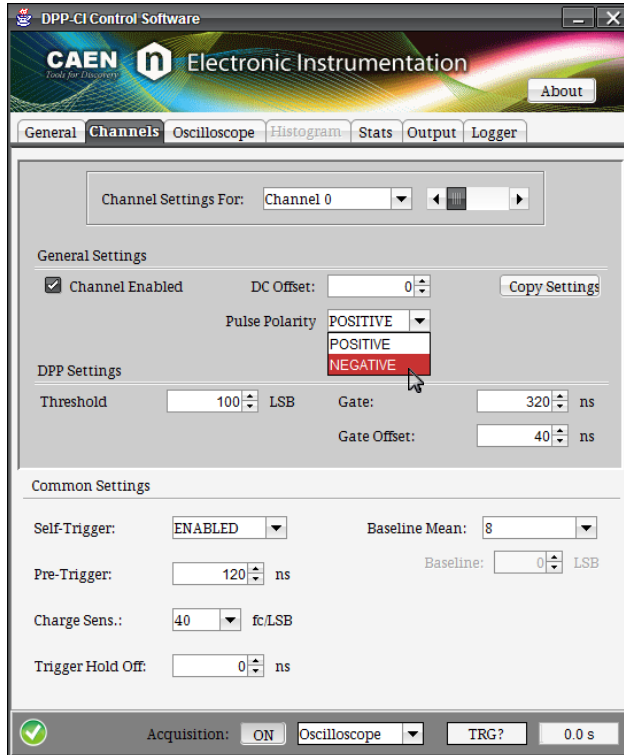 DPP-CI Control Software
CAEN n Electronic Instrumentation
Tools for Discovery
About
General Channels Oscilloscope Histogram Stats Output Logger
Channel Settings For: Channel 0
General Settings
Channel Enabled DC Offset: 0 Copy Settings
Pulse Polarity POSITIVE
POSITIVE
NEGATIVE
DPP Settings
Threshold 100 LSB Gate: 320 ns
Gate Offset: 40 ns
Common Settings
Self-Trigger: ENABLED Baseline Mean: 8
Baseline: 0 LSB
Pre-Trigger: 120 ns
Charge Sens.: 40 fc/LSB
Trigger Hold Off: 0 ns
Acquisition: ON Oscilloscope TRG? 0.0 s